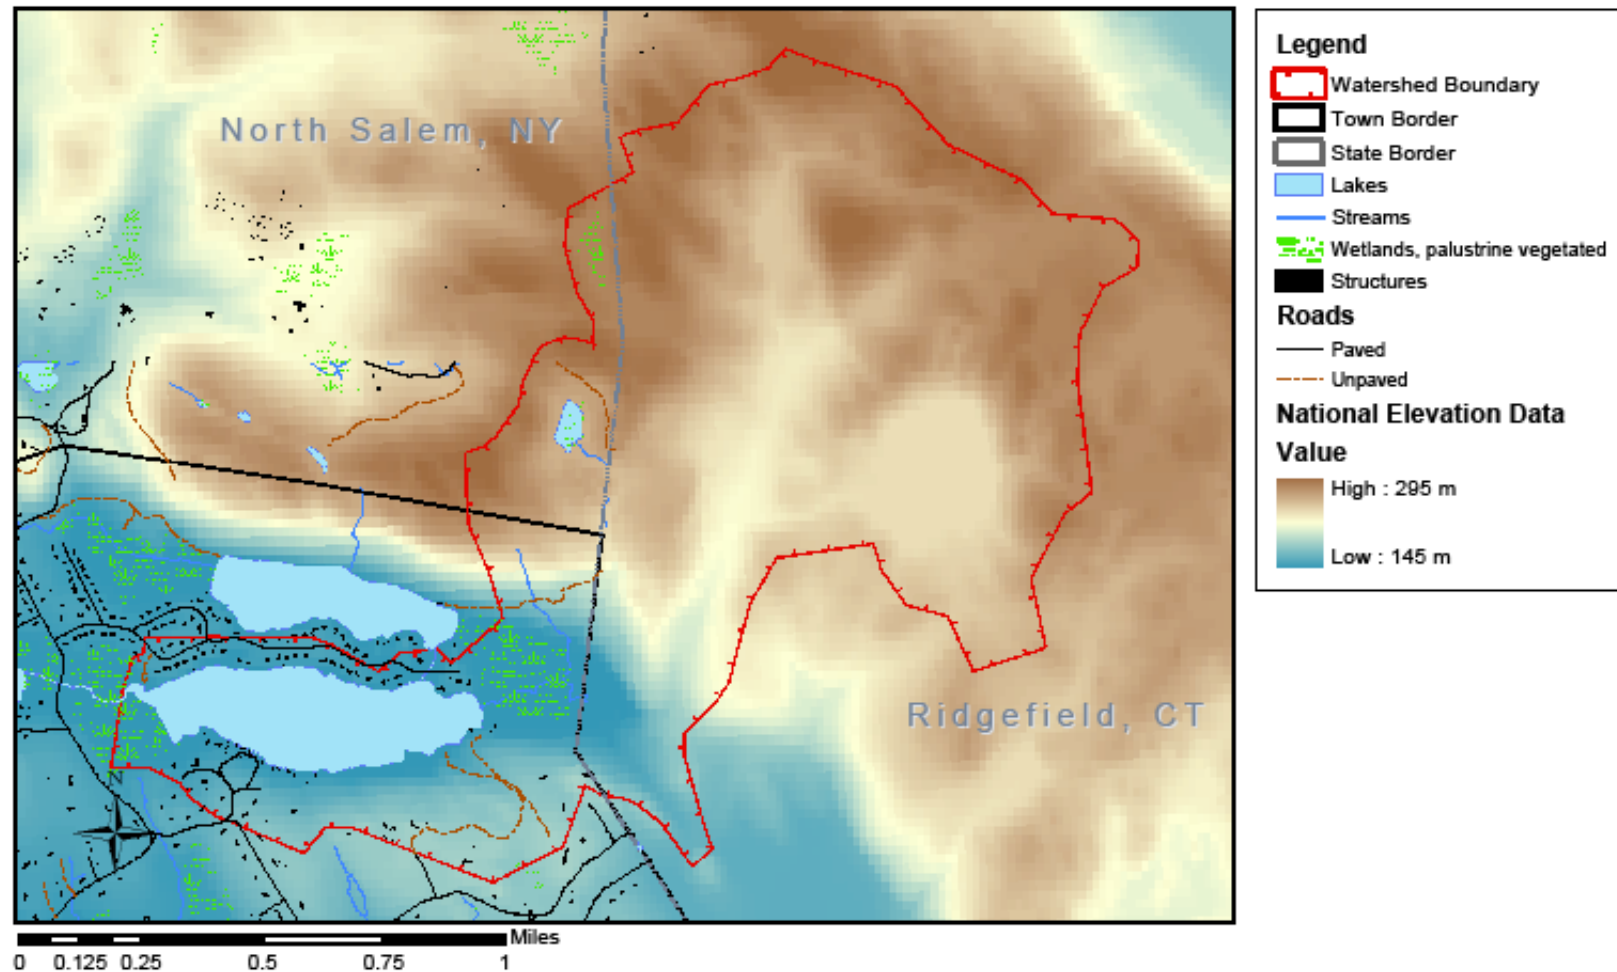 North Salem, NY
Ridgefield, CT
N
0 0.125 0.25 0.5 0.75 1
Miles
Legend
Watershed Boundary
Town Border
State Border
Lakes
Streams
Wetlands, palustrine vegetated
Structures
Roads
Paved
Unpaved
National Elevation Data
Value
High : 295 m
Low : 145 m